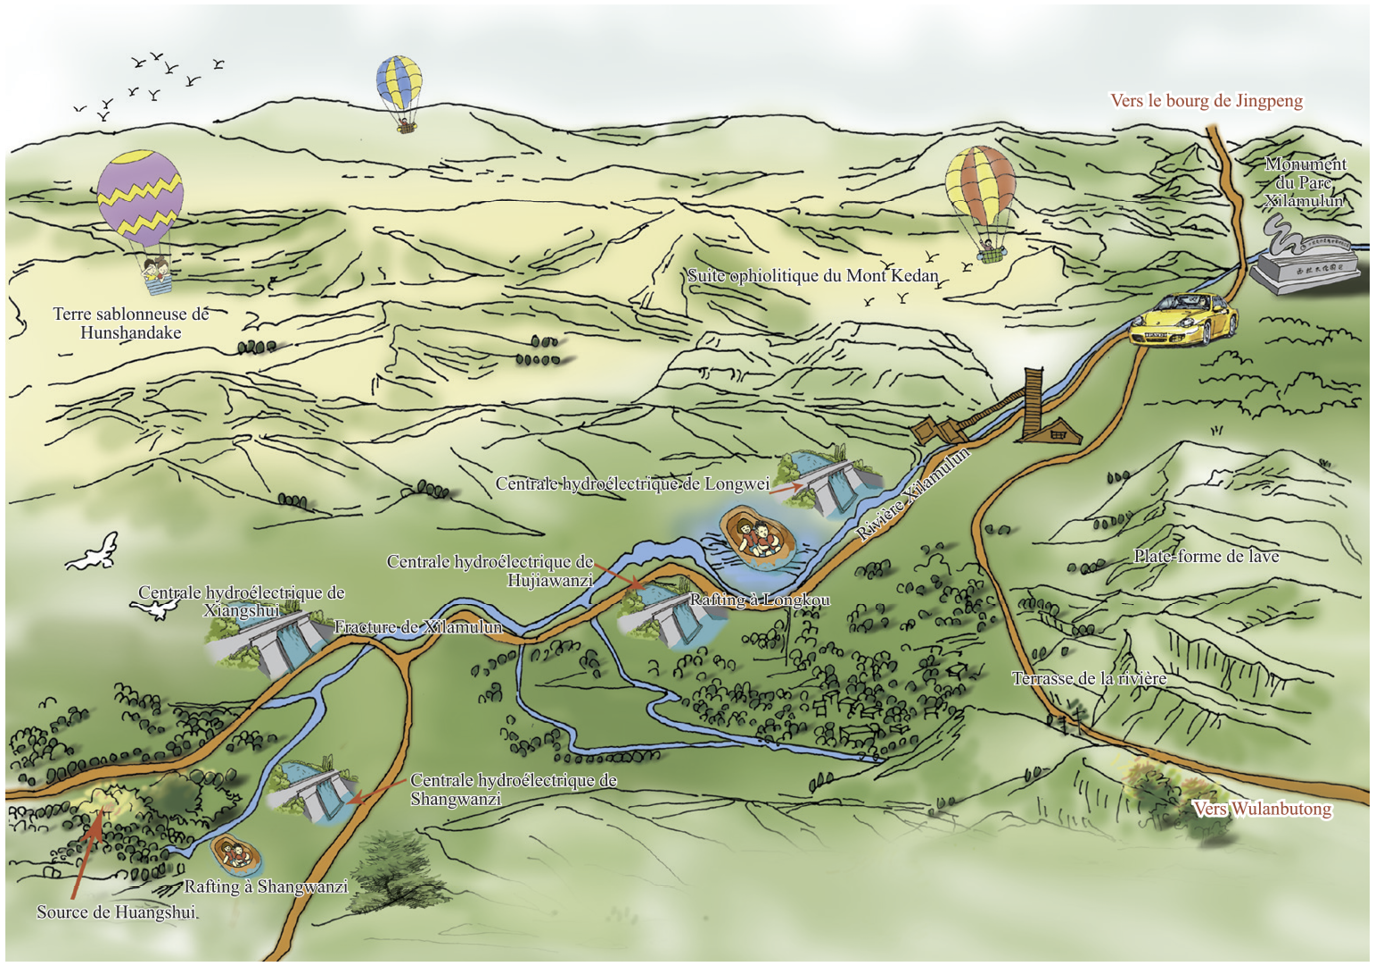 Vers le bourg de Jingpeng
Monument
du Parc
Xilamulun
Suite ophiolitique du Mont Kedan
Terre sablonneuse de
Hunshandake
Centrale hydroélectrique de Longwei
Rivière Xilamulun
Plate-forme de lave
Centrale hydroélectrique de
Hujiawanzi
Centrale hydroélectrique de
Xiangshui
Rafting à Longkou
Fracture de Xilamulun
Terrasse de la rivière
Centrale hydroélectrique de
Shangwanzi
Vers Wulanbutong
Rafting à Shangwanzi
Source de Huangshui